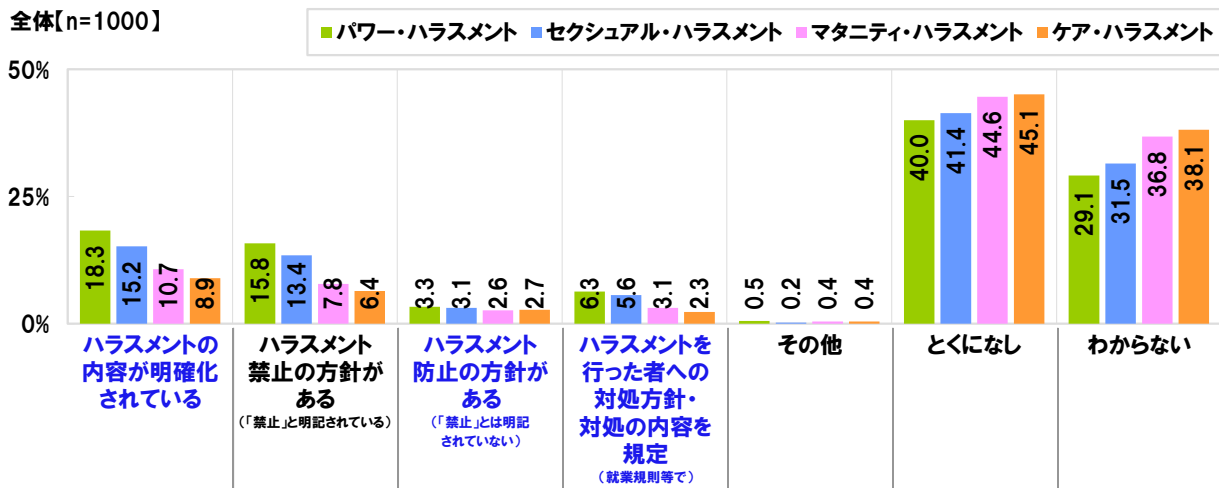 全体【n=1000】
パワー・ハラスメント セクシュアル・ハラスメント マタニティ・ハラスメント ケア・ハラスメント
50%
25%
0%
18.3 15.2 10.7 8.9
15.8 13.4 7.8 6.4
3.3 3.1 2.6 2.7
6.3 5.6 3.1 2.3
0.5 0.2 0.4 0.4
40.0 41.4 44.6 45.1
29.1 31.5 36.8 38.1
ハラスメントの
内容が明確化
されている
ハラスメント
禁止の方針が
ある
(「禁止」と明記されている)
ハラスメント
防止の方針が
ある
(「禁止」とは明記
されていない)
ハラスメントを
行った者への
対処方針・
対処の内容を
規定
(就業規則等で)
その他
とくになし
わからない